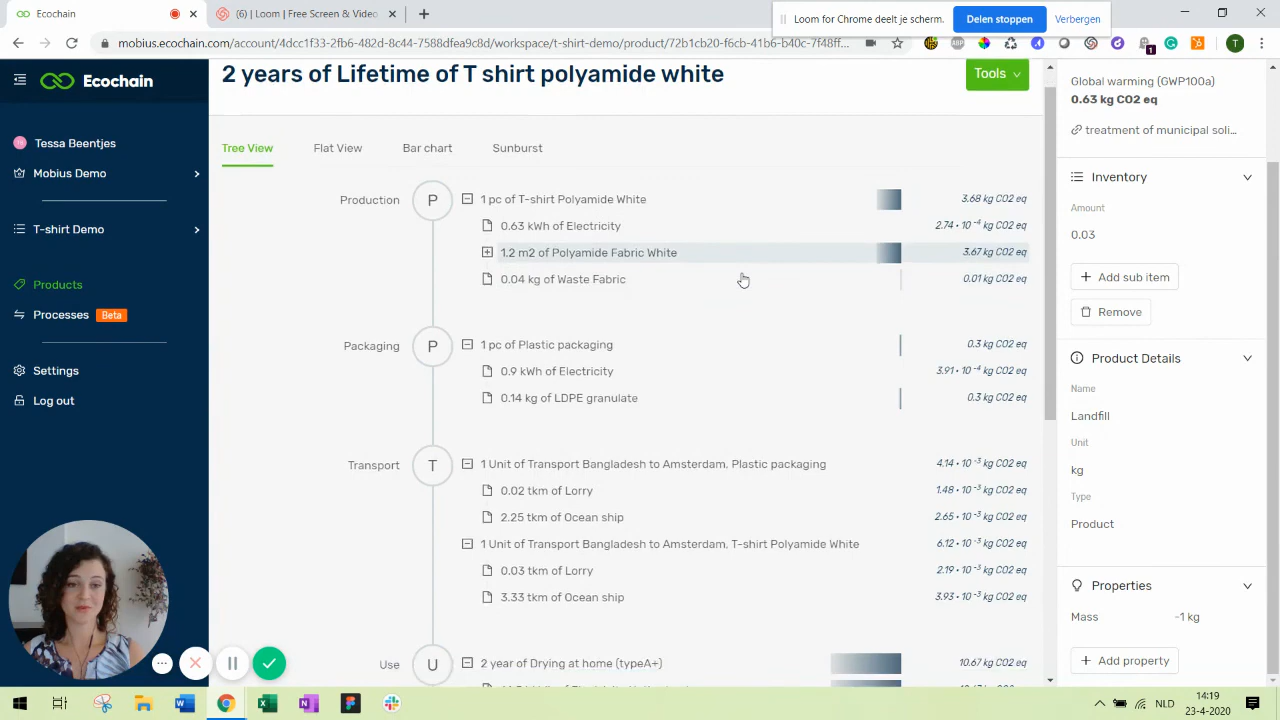 Ecochain
(6) Loom | Free Screen & Video
Loom for Chrome deelt je scherm.
Delen stoppen
Verbergen
mobius.ecochain.com/acco
6-482d-8c44-7588dfea9c8d/workspace/t-shirt-demo/product/72b1cb20-f6cb-41b6-906c-7f48ff...
ABP
1
T
Ecochain
Tessa Beentjes
Mobius Demo
T-shirt Demo
Products
Processes
Beta
Settings
Log out
2 years of Lifetime of T shirt polyamide white
Tools
Tree View
Flat View
Bar chart
Sunburst
Production
P
1 pc of T-shirt Polyamide White
3.68 kg CO2 eq
0.63 kWh of Electricity
2.74 • 10 -4 kg CO2 eq
1.2 m2 of Polyamide Fabric White
3.67 kg CO2 eq
0.04 kg of Waste Fabric
0.01 kg CO2 eq
Packaging
P
1 pc of Plastic packaging
0.3 kg CO2 eq
0.9 kWh of Electricity
3.91 • 10 -4 kg CO2 eq
0.14 kg of LDPE granulate
0.3 kg CO2 eq
Transport
T
1 Unit of Transport Bangladesh to Amsterdam, Plastic packaging
4.14 • 10 -3 kg CO2 eq
0.02 tkm of Lorry
1.48 • 10 -3 kg CO2 eq
2.25 tkm of Ocean ship
2.65 • 10 -3 kg CO2 eq
1 Unit of Transport Bangladesh to Amsterdam, T-shirt Polyamide White
6.12 • 10 -3 kg CO2 eq
0.03 tkm of Lorry
2.19 • 10 -3 kg CO2 eq
3.33 tkm of Ocean ship
3.93 • 10 -3 kg CO2 eq
Use
U
2 year of Drying at home (typeA+)
10.67 kg CO2 eq
Global warming (GWP100a)
0.63 kg CO2 eq
treatment of municipal soli...
Inventory
Amount
0.03
Add sub item
Remove
Product Details
Name
Landfill
Unit
kg
Type
Product
Properties
Mass
-1 kg
Add property
NLD
14:19
23-4-2020